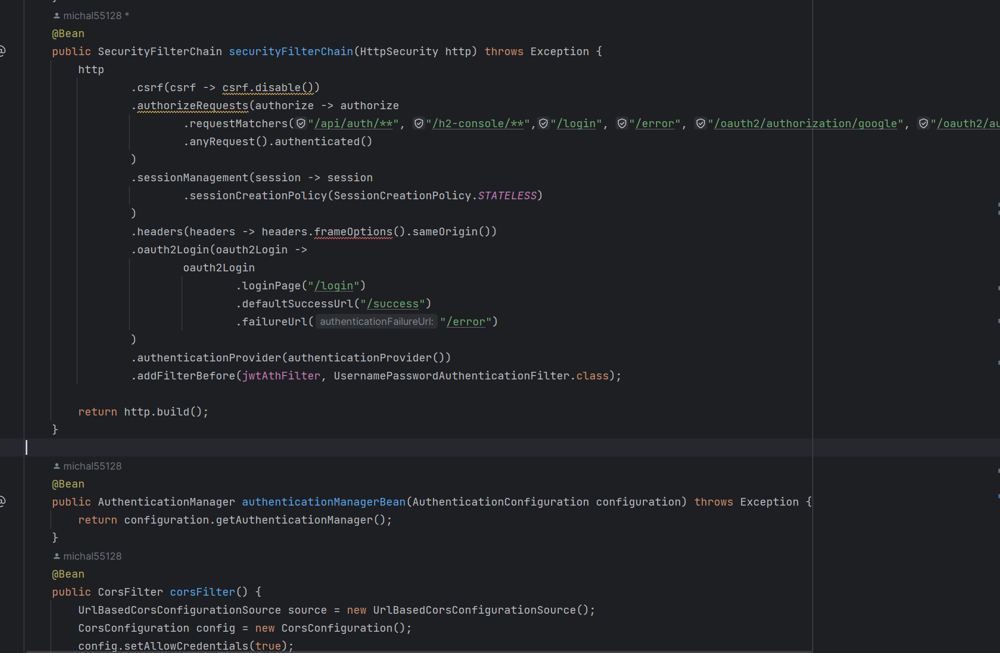 michal55128 *
@Bean
public SecurityFilterChain securityFilterChain(HttpSecurity http) throws Exception {
http
.csrf(csrf -> csrf.disable())
.authorizeRequests(authorize -> authorize
.requestMatchers("/api/auth/**", "/h2-console/**","/login", "/error", "/oauth2/authorization/google", "/oauth2/au
.anyRequest().authenticated()
)
.sessionManagement(session -> session
.sessionCreationPolicy(SessionCreationPolicy.STATELESS)
)
.headers(headers -> headers.frameOptions().sameOrigin())
.oauth2Login(oauth2Login ->
oauth2Login
.loginPage("/login")
.defaultSuccessUrl("/success")
.failureUrl( authenticationFailureUrl: "/error")
)
.authenticationProvider(authenticationProvider())
.addFilterBefore(jwtAthFilter, UsernamePasswordAuthenticationFilter.class);
return http.build();
}
michal55128
@Bean
public AuthenticationManager authenticationManagerBean(AuthenticationConfiguration configuration) throws Exception {
return configuration.getAuthenticationManager();
}
michal55128
@Bean
public CorsFilter corsFilter() {
UrlBasedCorsConfigurationSource source = new UrlBasedCorsConfigurationSource();
CorsConfiguration config = new CorsConfiguration();
config.setAllowCredentials(true);